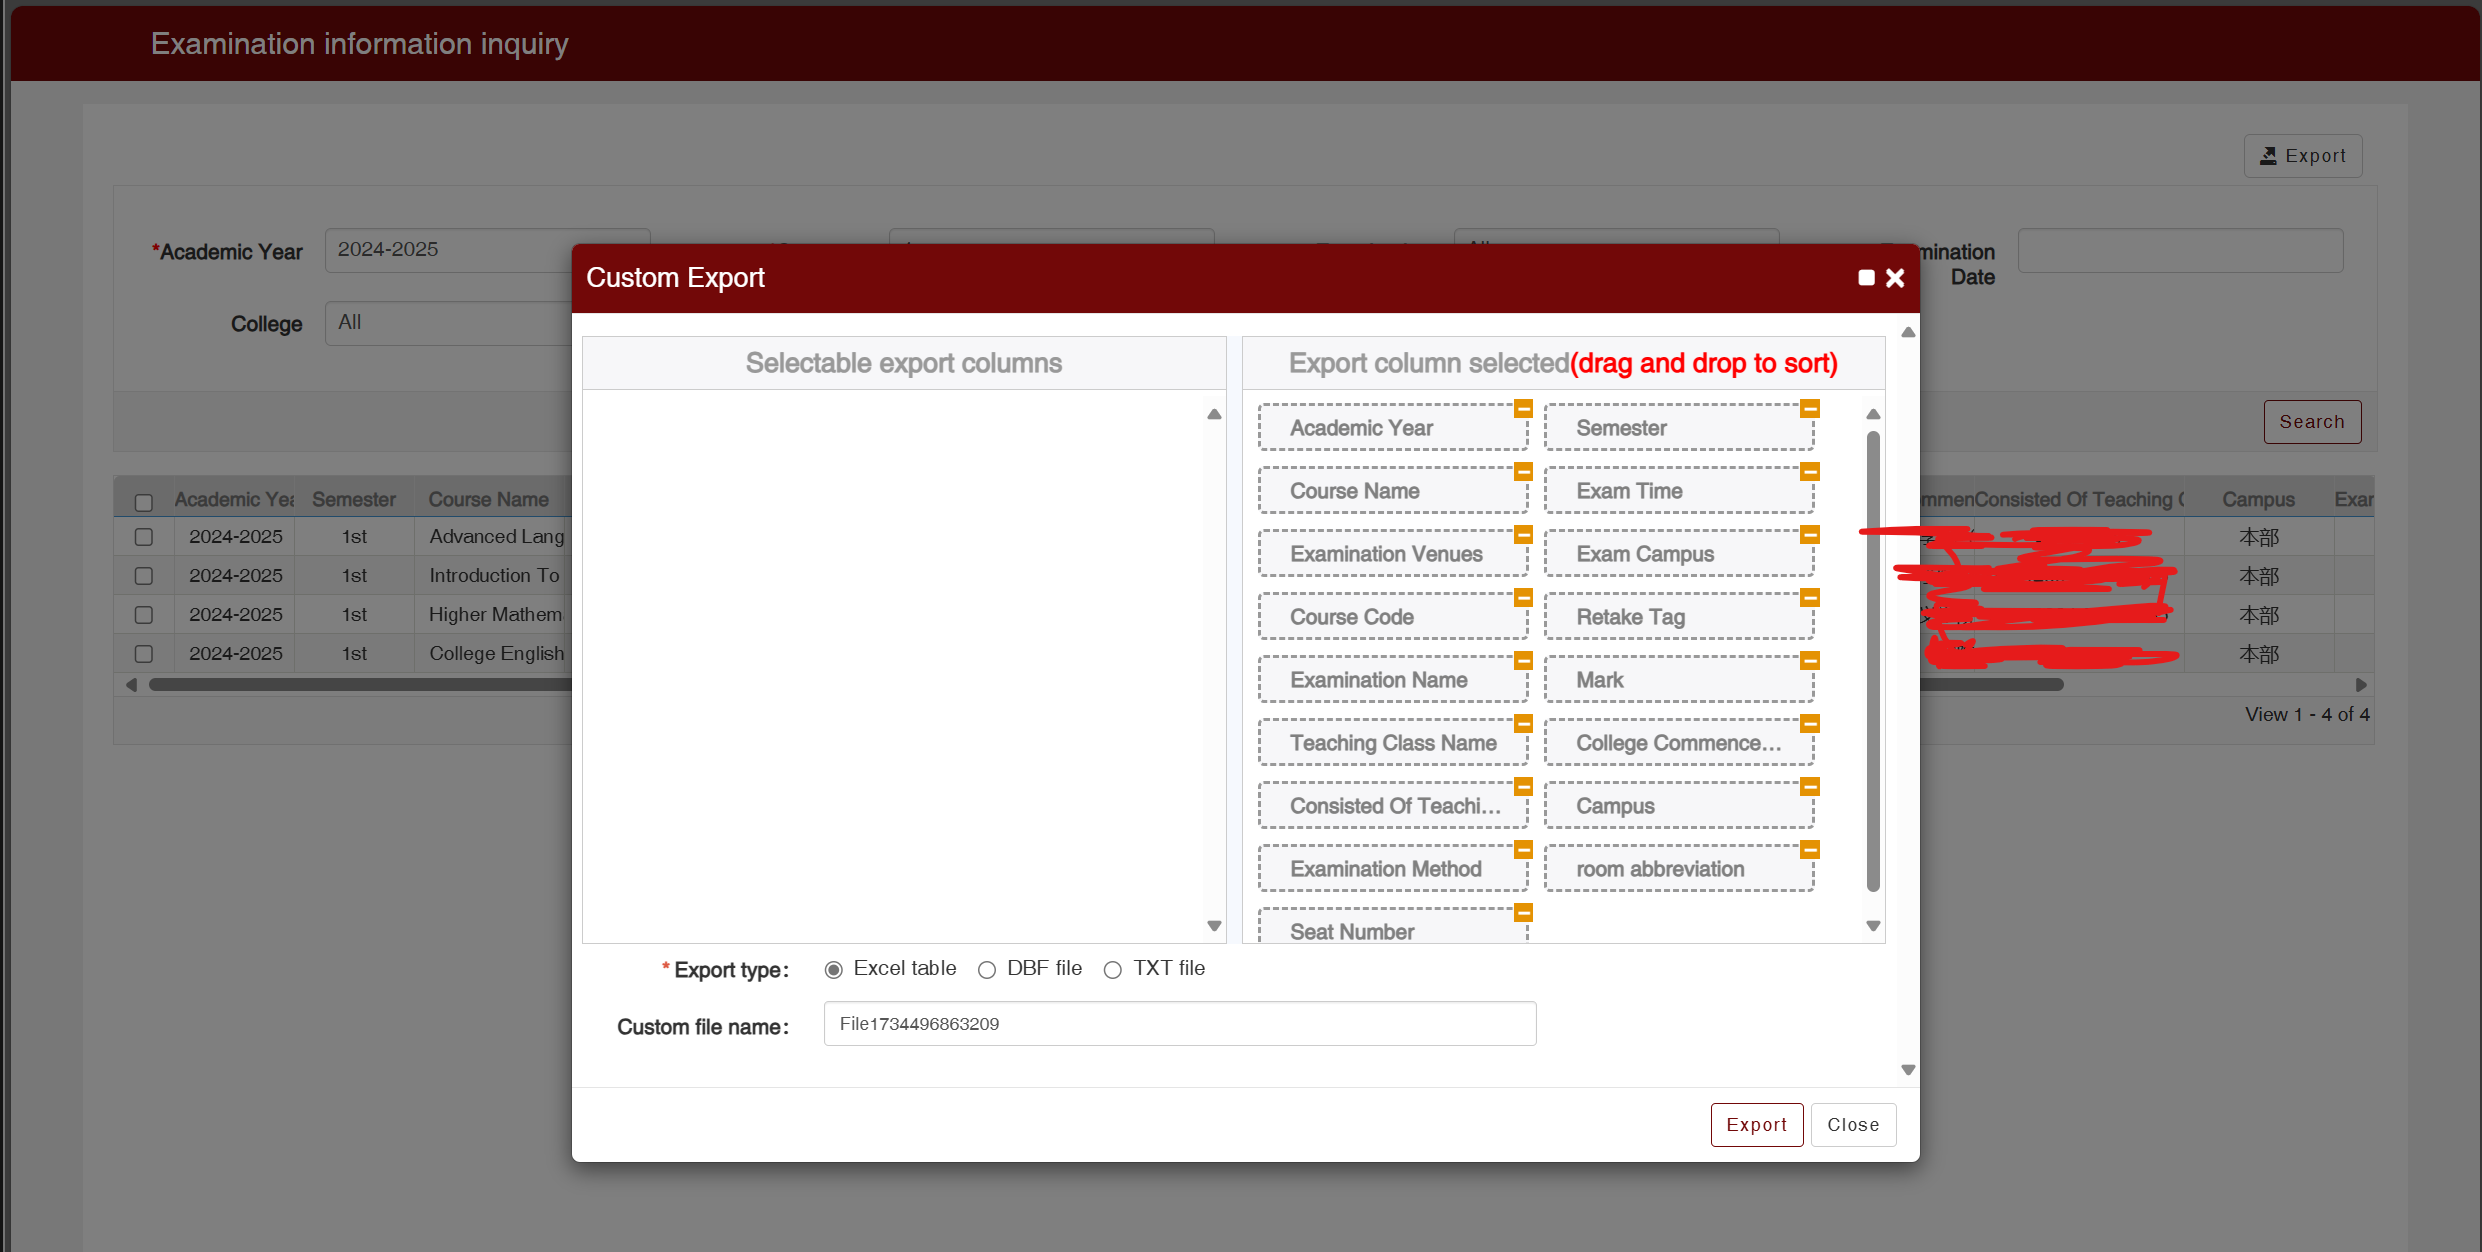 Examination information inquiry
Export
*Academic Year 2024-2025
mination
Date
College All
Search
Academic Yea Semester Course Name mmen Consisted Of Teaching C Campus Exar
2024-2025 1st Advanced Lang 本部
2024-2025 1st Introduction To 本部
2024-2025 1st Higher Mathem 本部
2024-2025 1st College English 本部
View 1 - 4 of 4
Custom Export
Selectable export columns
Export column selected(drag and drop to sort)
Academic Year Semester
Course Name Exam Time
Examination Venues Exam Campus
Course Code Retake Tag
Examination Name Mark
Teaching Class Name College Commence...
Consisted Of Teachi... Campus
Examination Method room abbreviation
Seat Number
* Export type: Excel table DBF file TXT file
Custom file name: File1734496863209
Export Close